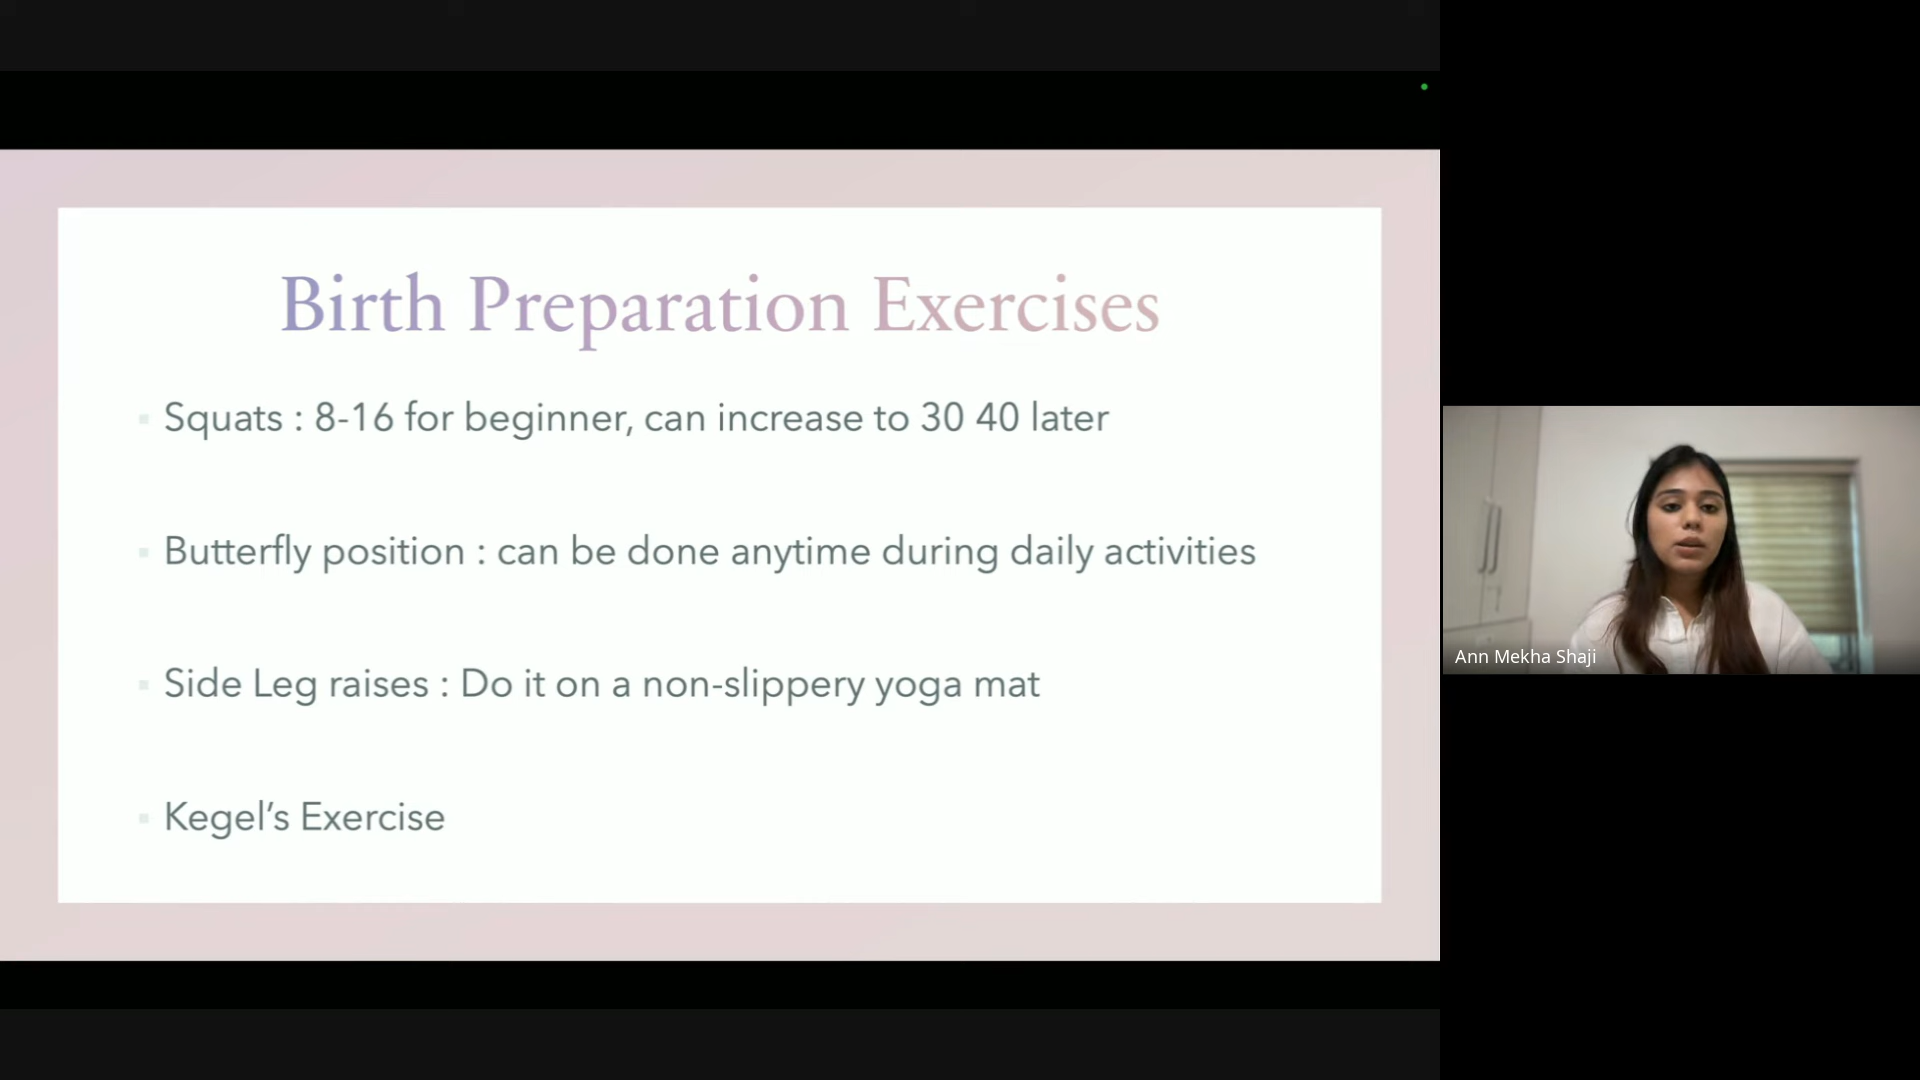 Birth Preparation Exercises
Squats : 8-16 for beginner, can increase to 30 40 later
Butterfly position : can be done anytime during daily activities
Side Leg raises : Do it on a non-slippery yoga mat
Kegel’s Exercise
Ann Mekha Shaji